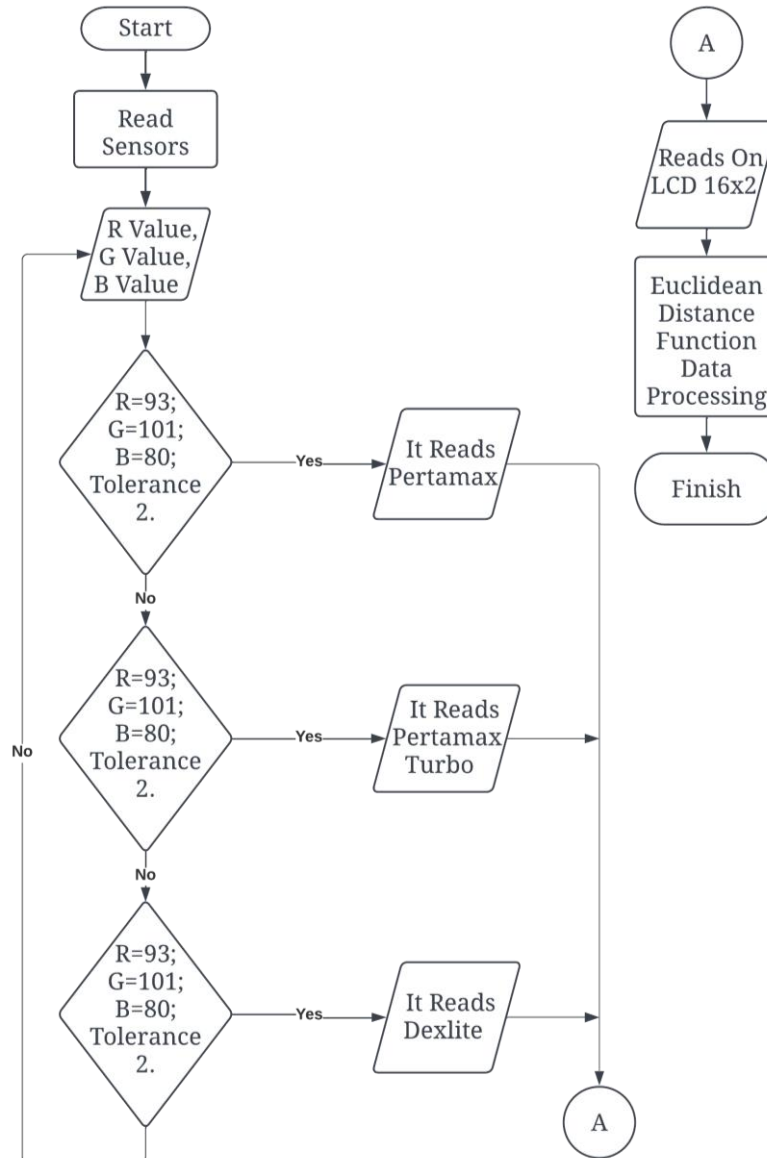 Start
Read
Sensors
R Value,
G Value,
B Value
R=93;
G=101;
B=80;
Tolerance
2.
Yes
It Reads
Pertamax
No
R=93;
G=101;
B=80;
Tolerance
2.
Yes
It Reads
Pertamax
Turbo
No
No
R=93;
G=101;
B=80;
Tolerance
2.
Yes
It Reads
Dexlite
A
A
Reads On
LCD 16x2
Euclidean
Distance
Function
Data
Processing
Finish